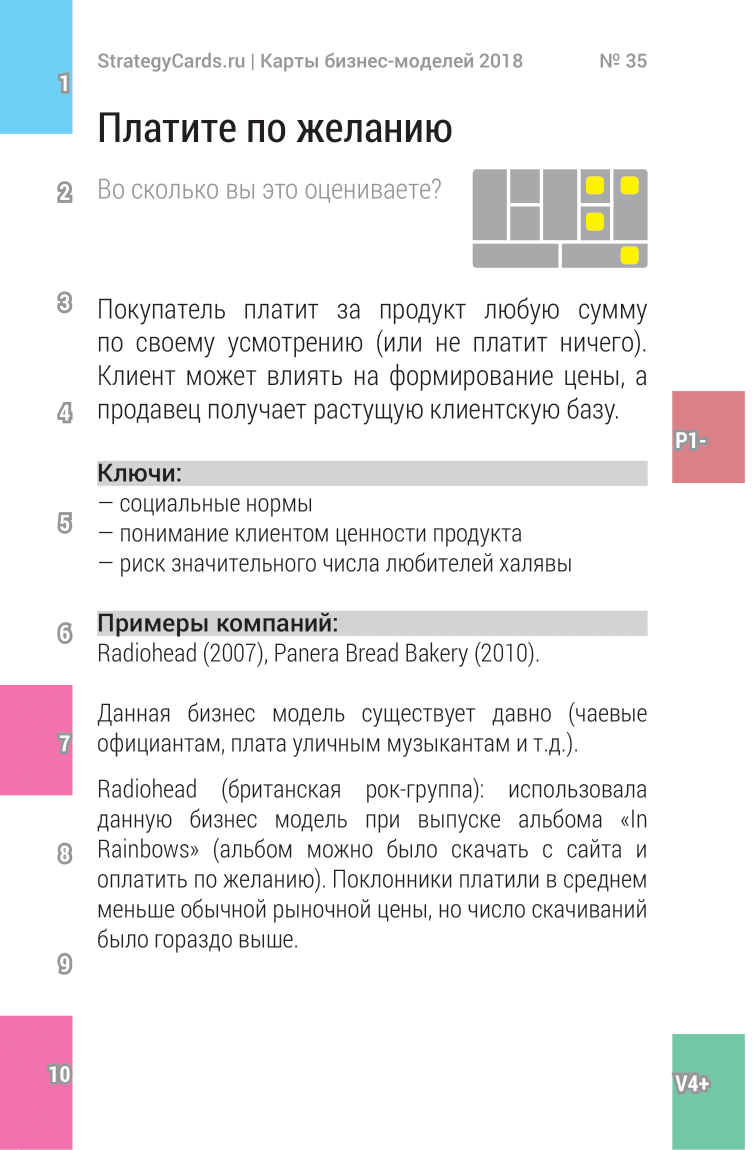 StrategyCards.ru | Карты бизнес-моделей 2018 № 35
1
Платите по желанию
2
Во сколько вы это оцениваете?
3
Покупатель платит за продукт любую сумму
по своему усмотрению (или не платит ничего).
Клиент может влиять на формирование цены, а
4
продавец получает растущую клиентскую базу.
P1-
Ключи:
— социальные нормы
5
— понимание клиентом ценности продукта
— риск значительного числа любителей халявы
6
Примеры компаний:
Radiohead (2007), Panera Bread Bakery (2010).
Данная бизнес модель существует давно (чаевые
7
официантам, плата уличным музыкантам и т.д.).
Radiohead (британская рок-группа): использовала
данную бизнес модель при выпуске альбома «In
8
Rainbows» (альбом можно было скачать с сайта и
оплатить по желанию). Поклонники платили в среднем
меньше обычной рыночной цены, но число скачиваний
было гораздо выше.
9
10
V4+